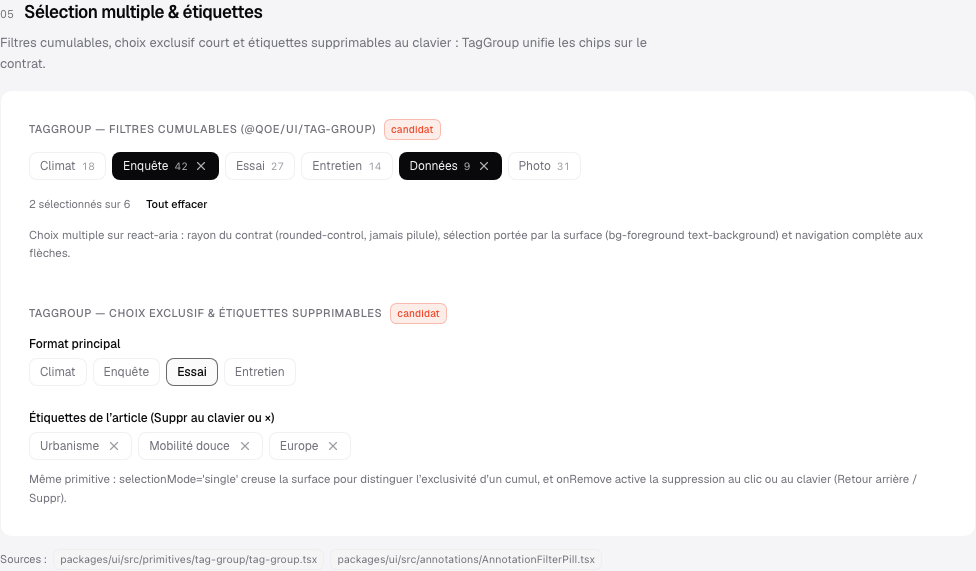 05 Sélection multiple & étiquettes
Filtres cumulables, choix exclusif court et étiquettes supprimables au clavier : TagGroup unifie les chips sur le
contrat.
TAGGROUP — FILTRES CUMULABLES (@QOE/UI/TAG-GROUP) candidat
Climat 18 Enquête 42 × Essai 27 Entretien 14 Données 9 × Photo 31
2 sélectionnés sur 6 Tout effacer
Choix multiple sur react-aria : rayon du contrat (rounded-control, jamais pilule), sélection portée par la surface (bg-foreground text-background) et navigation complète aux
flèches.
TAGGROUP — CHOIX EXCLUSIF & ÉTIQUETTES SUPPRIMABLES candidat
Format principal
Climat Enquête Essai Entretien
Étiquettes de l'article (Suppr au clavier ou ×)
Urbanisme × Mobilité douce × Europe ×
Même primitive : selectionMode='single' creuse la surface pour distinguer l'exclusivité d'un cumul, et onRemove active la suppression au clic ou au clavier (Retour arrière /
Suppr).
Sources : packages/ui/src/primitives/tag-group/tag-group.tsx packages/ui/src/annotations/AnnotationFilterPill.tsx